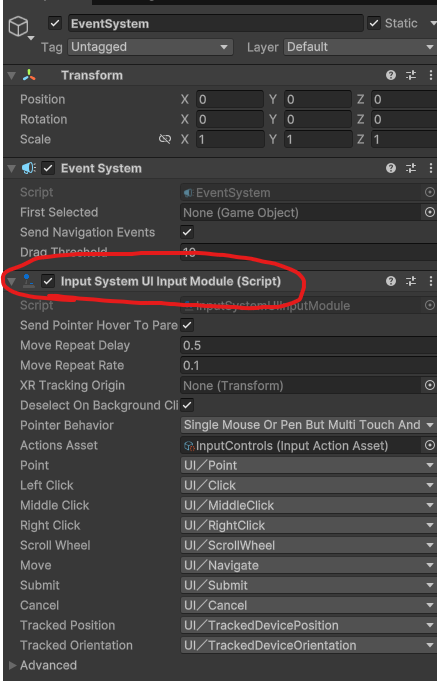 EventSystem Static
Tag Untagged Layer Default
Transform
Position X 0 Y 0 Z 0
Rotation X 0 Y 0 Z 0
Scale X 1 Y 1 Z 1
Event System
Script EventSystem
First Selected None (Game Object)
Send Navigation Events
Drag Threshold 10
Input System UI Input Module (Script)
Script InputSystemUIInputModule
Send Pointer Hover To Pare
Move Repeat Delay 0.5
Move Repeat Rate 0.1
XR Tracking Origin None (Transform)
Deselect On Background Cli
Pointer Behavior Single Mouse Or Pen But Multi Touch And
Actions Asset InputControls (Input Action Asset)
Point UI/Point
Left Click UI/Click
Middle Click UI/MiddleClick
Right Click UI/RightClick
Scroll Wheel UI/ScrollWheel
Move UI/Navigate
Submit UI/Submit
Cancel UI/Cancel
Tracked Position UI/TrackedDevicePosition
Tracked Orientation UI/TrackedDeviceOrientation
Advanced